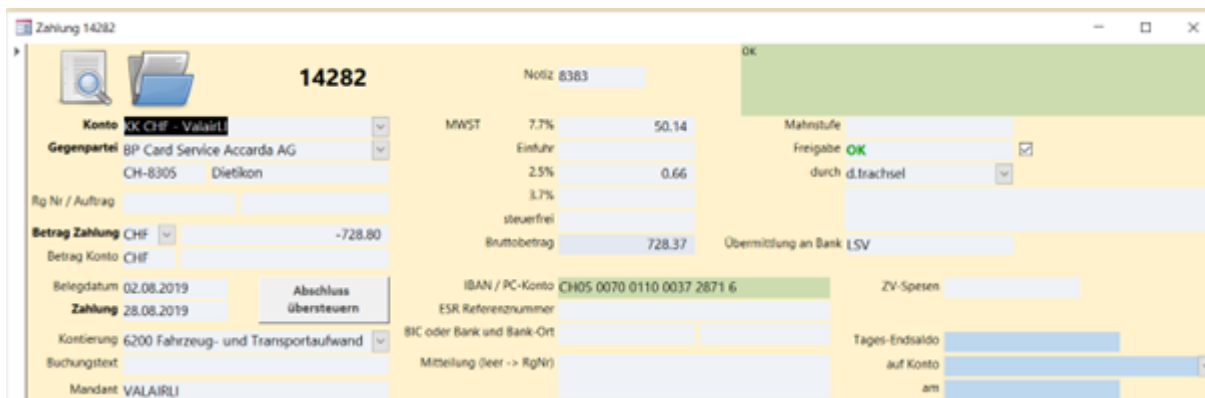 Zahlung 14282
14282
Notiz 8383
OK
Konto KK CHF - ValairLI
MWST 7.7% 50.14
Mahnstufe
Gegenpartei BP Card Service Accarda AG
Einfuhr
Freigabe OK
CH-8305 Dietikon
2.5% 0.66
durch d.trachsel
Rg Nr / Auftrag
3.7%
steuerfrei
Betrag Zahlung CHF -728.80
Bruttobetrag 728.37
Übermittlung an Bank LSV
Betrag Konto CHF
Belegdatum 02.08.2019
Abschluss
übersteuern
IBAN / PC-Konto CH05 0070 0110 0037 2871 6
ZV-Spesen
Zahlung 28.08.2019
ESR Referenznummer
Kontierung 6200 Fahrzeug- und Transportaufwand
BIC oder Bank und Bank-Ort
Tages-Endsaldo
Buchungstext
Mitteilung (leer -> RgNr)
auf Konto
Mandant VALAIRLI
am